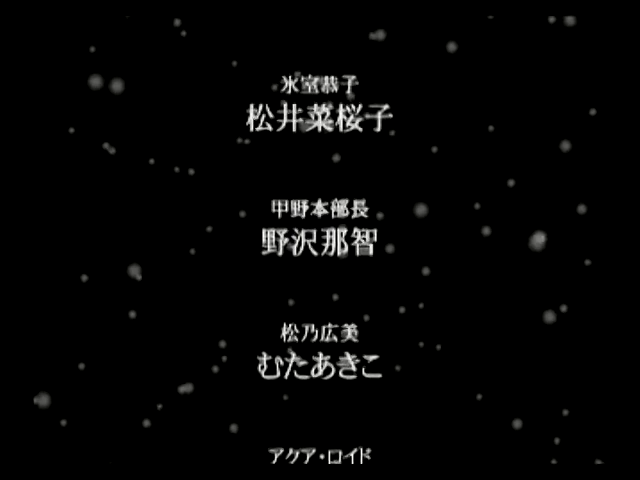 氷室恭子
松井菜桜子
甲野本部長
野沢那智
松乃広美
むたあきこ
アクア・ロイド